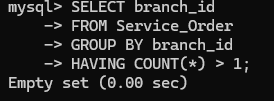 mysql> SELECT branch_id
    -> FROM Service_Order
    -> GROUP BY branch_id
    -> HAVING COUNT(*) > 1;
Empty set (0.00 sec)